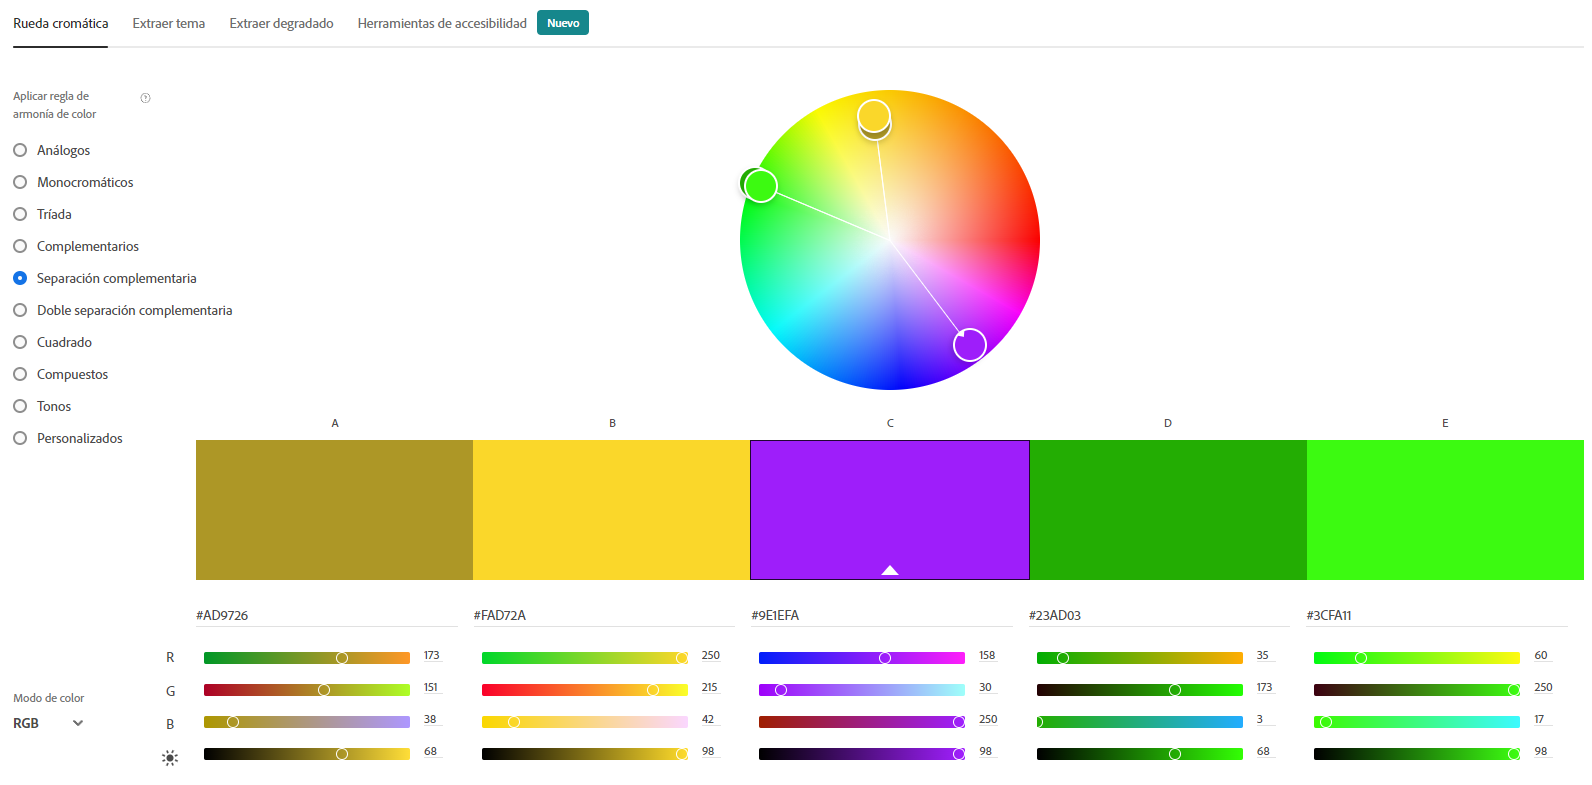 Rueda cromática Extraer tema Extraer degradado Herramientas de accesibilidad Nuevo
Aplicar regla de
armonía de color
Análogos
Monocromáticos
Tríada
Complementarios
Separación complementaria
Doble separación complementaria
Cuadrado
Compuestos
Tonos
Personalizados
A B C D E
#AD9726 #FAD72A #9E1EFA #23AD03 #3CFA11
R 173 250 158 35 60
G 151 215 30 173 250
B 38 42 250 3 17
68 98 98 68 98
Modo de color
RGB